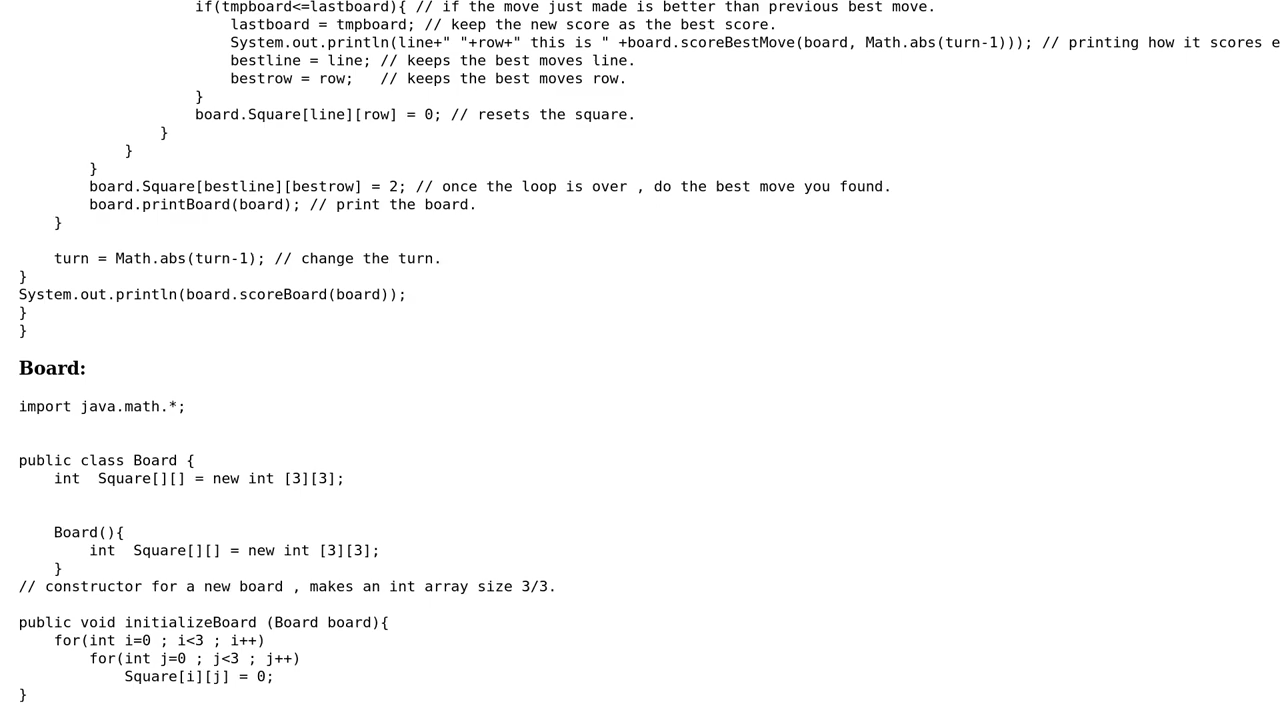 if(tmpboard<=lastboard){ // if the move just made is better than previous best move.
lastboard = tmpboard; // keep the new score as the best score.
System.out.println(line+" "+row+" this is " +board.scoreBestMove(board, Math.abs(turn-1))); // printing how it scores e
bestline = line; // keeps the best moves line.
bestrow = row;   // keeps the best moves row.
}
board.Square[line][row] = 0; // resets the square.
}
}
}
board.Square[bestline][bestrow] = 2; // once the loop is over , do the best move you found.
board.printBoard(board); // print the board.
}
turn = Math.abs(turn-1); // change the turn.
}
System.out.println(board.scoreBoard(board));
}
}
Board:
import java.math.*;
public class Board {
int  Square[][] = new int [3][3];
Board(){
int  Square[][] = new int [3][3];
}
// constructor for a new board , makes an int array size 3/3.
public void initializeBoard (Board board){
for(int i=0 ; i<3 ; i++)
for(int j=0 ; j<3 ; j++)
Square[i][j] = 0;
}